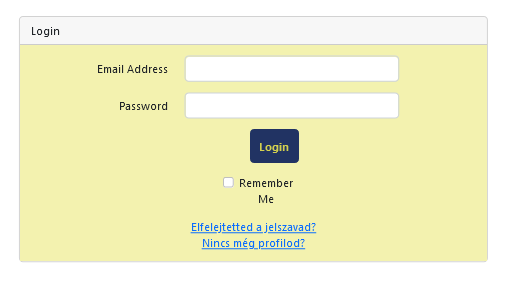 Login
Email Address
Password
Login
Remember
Me
Elfelejtetted a jelszavad?
Nincs még profilod?